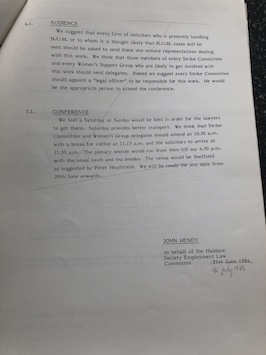 4.1. AUDIENCE
We suggest that every firm of solicitors who is presently handling
N.U.M. or to whom it is thought likely that N.U.M. cases will be
sent should be asked to send one or more representatives dealing
with this work. We think that those members of every Strike Committee
and every Women's Support Group who are likely to get involved with
this work should send delegates. Indeed we suggest every Strike Committee
should appoint a "legal officer" to be responsible for this work. He would
be the appropriate person to attend the conference.
5.1. CONFERENCE
We feel a Saturday or Sunday would be best in order for the lawyers
to get there. Saturday provides better transport. We think that Strike
Committee and Women's Group delegates should attend at 10.30 a.m.
with a break for coffee at 11.15 a.m. and the solicitors to arrive at
11.30 a.m. The plenary session would run from then till say 4.30 p.m.
with the usual lunch and tea breaks. The venue would be Sheffield
as suggested by Peter Heathfield. We will be ready for any date from
29th June onwards.
JOHN HENDY
on behalf of the Haldane
Society Employment Law
Committee 25th June 1984
16 July 1984